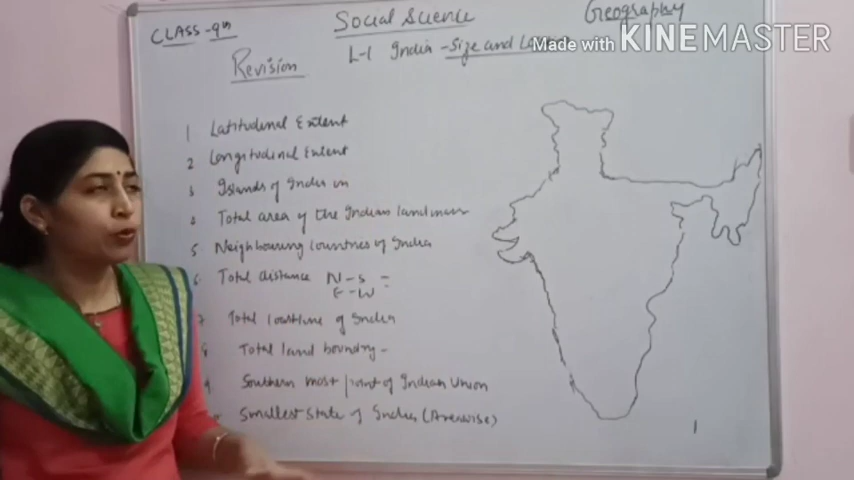 CLASS-9th
Social Science
Geography
Made with KINEMASTER
Revision
L-1 India - Size and
1 Latitudinal Extent
2 Longitudinal Extent
3 Islands of India in
4 Total area of the Indian landmass
5 Neighbouring Countries of India
6. Total distance N-S =
E-W
7 Total Coastline of India
8 Total land boundry -
9 Southern most point of Indian Union
Smallest State of India (Areawise)